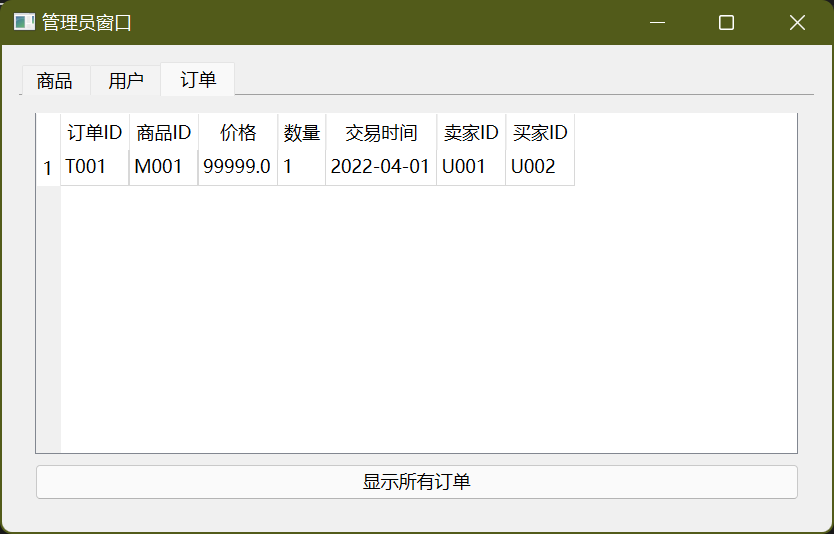 管理员窗口
商品 用户 订单
订单ID 商品ID 价格 数量 交易时间 卖家ID 买家ID
1 T001 M001 99999.0 1 2022-04-01 U001 U002
显示所有订单